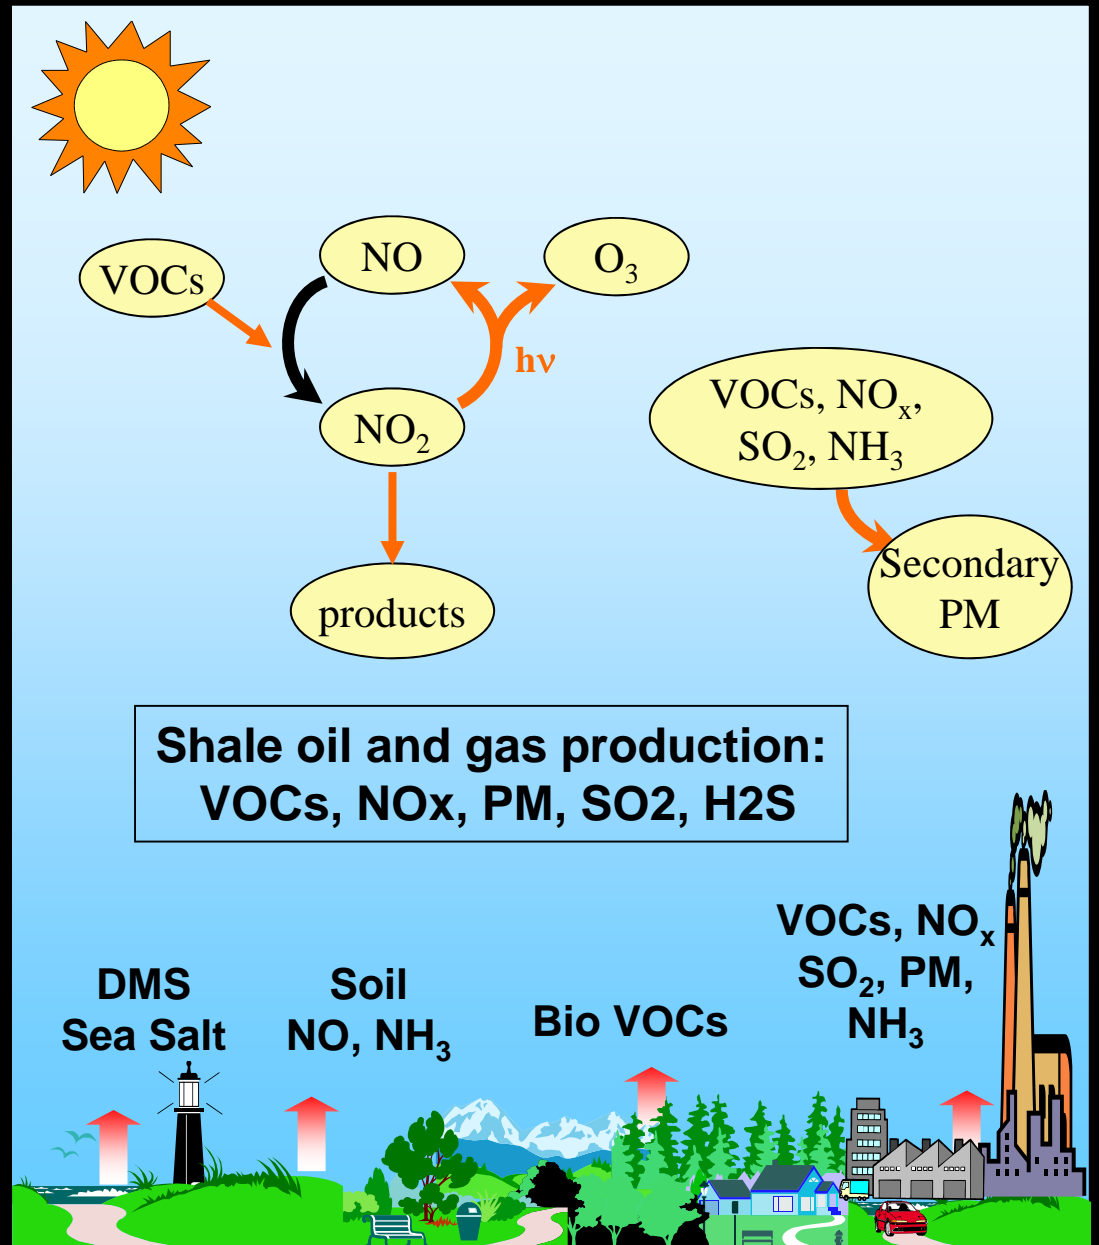 VOCs
NO
O₃
hν
NO₂
VOCs, NOₓ,
SO₂, NH₃
Secondary
PM
products
Shale oil and gas production:
VOCs, NOx, PM, SO2, H2S
DMS
Sea Salt
Soil
NO, NH₃
Bio VOCs
VOCs, NOₓ
SO₂, PM,
NH₃